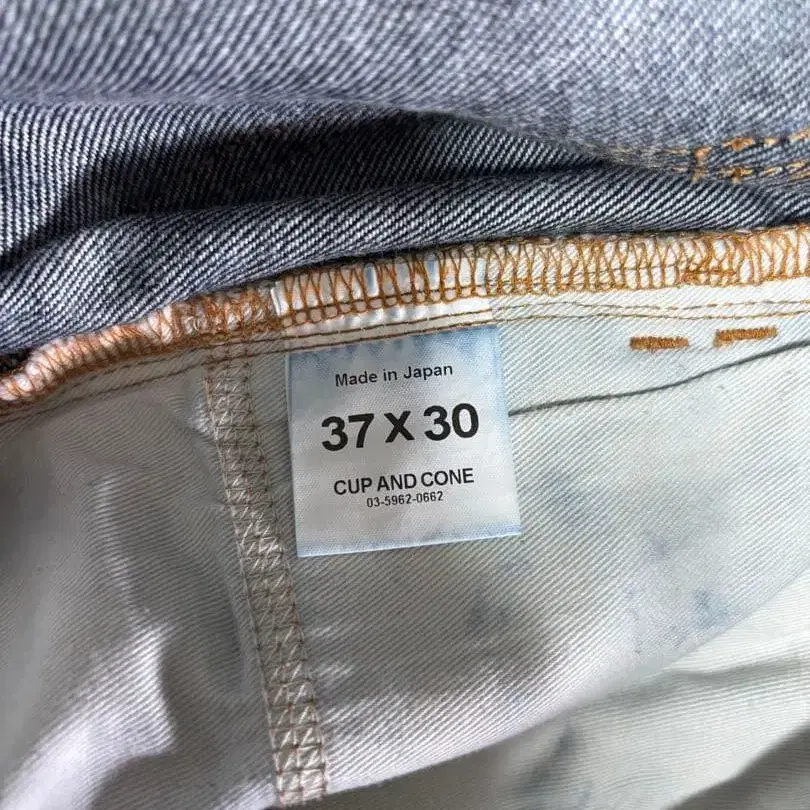 Made in Japan
37 X 30
CUP AND CONE
03-5962-0662